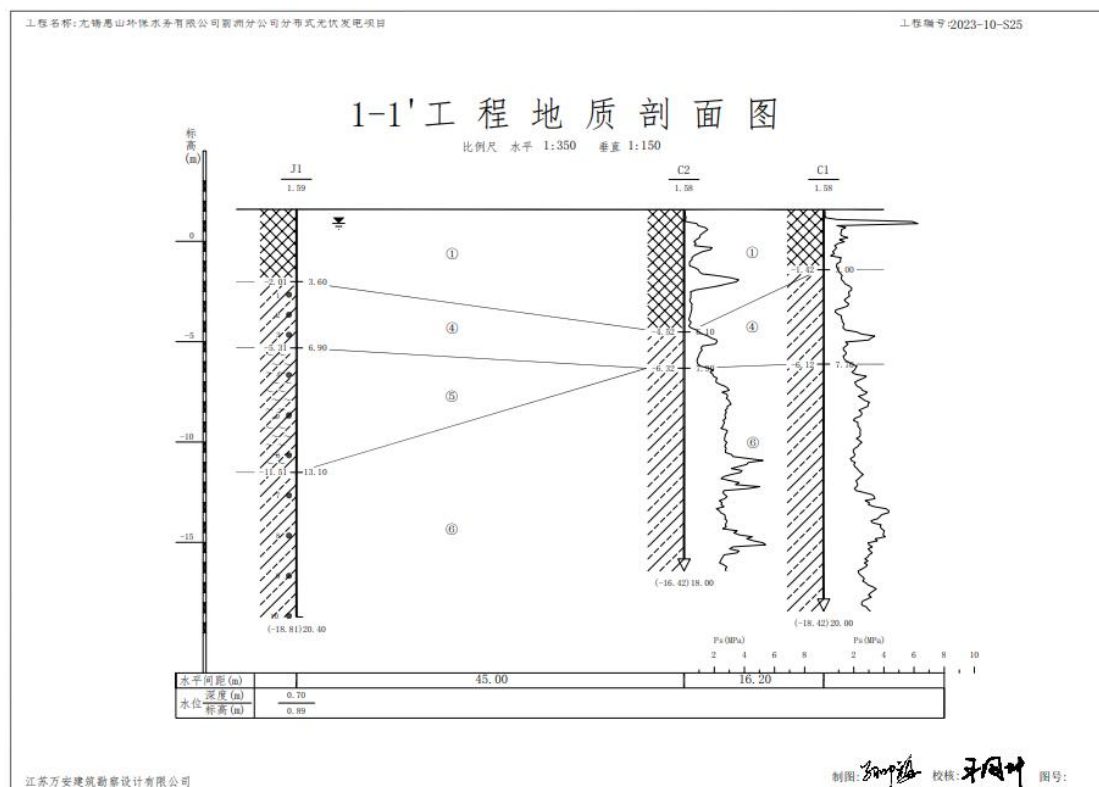 工程名称:无锡惠山环保水务有限公司前洲分公司分布式光伏发电项目 工程编号:2023-10-S25
1-1'工程地质剖面图
比例尺 水平 1:350 垂直 1:150
标高(m)
J1 C2 C1
1.59 1.58 1.58
0
① ①
-2.01 3.60 -1.42
④ -4.52 ④
-5
-5.31 6.90 -6.32 -6.12
⑤
-10
⑥
-11.51 13.10
⑥
-15
(-16.42)18.00
(-18.81)20.40 (-18.42)20.00
Ps(MPa) Ps(MPa)
2 4 6 8 2 4 6 8 10
水平间距(m) 45.00 16.20
水位 深度(m) 0.70
标高(m) 0.89
江苏万安建筑勘察设计有限公司 制图: 校核: 图号: